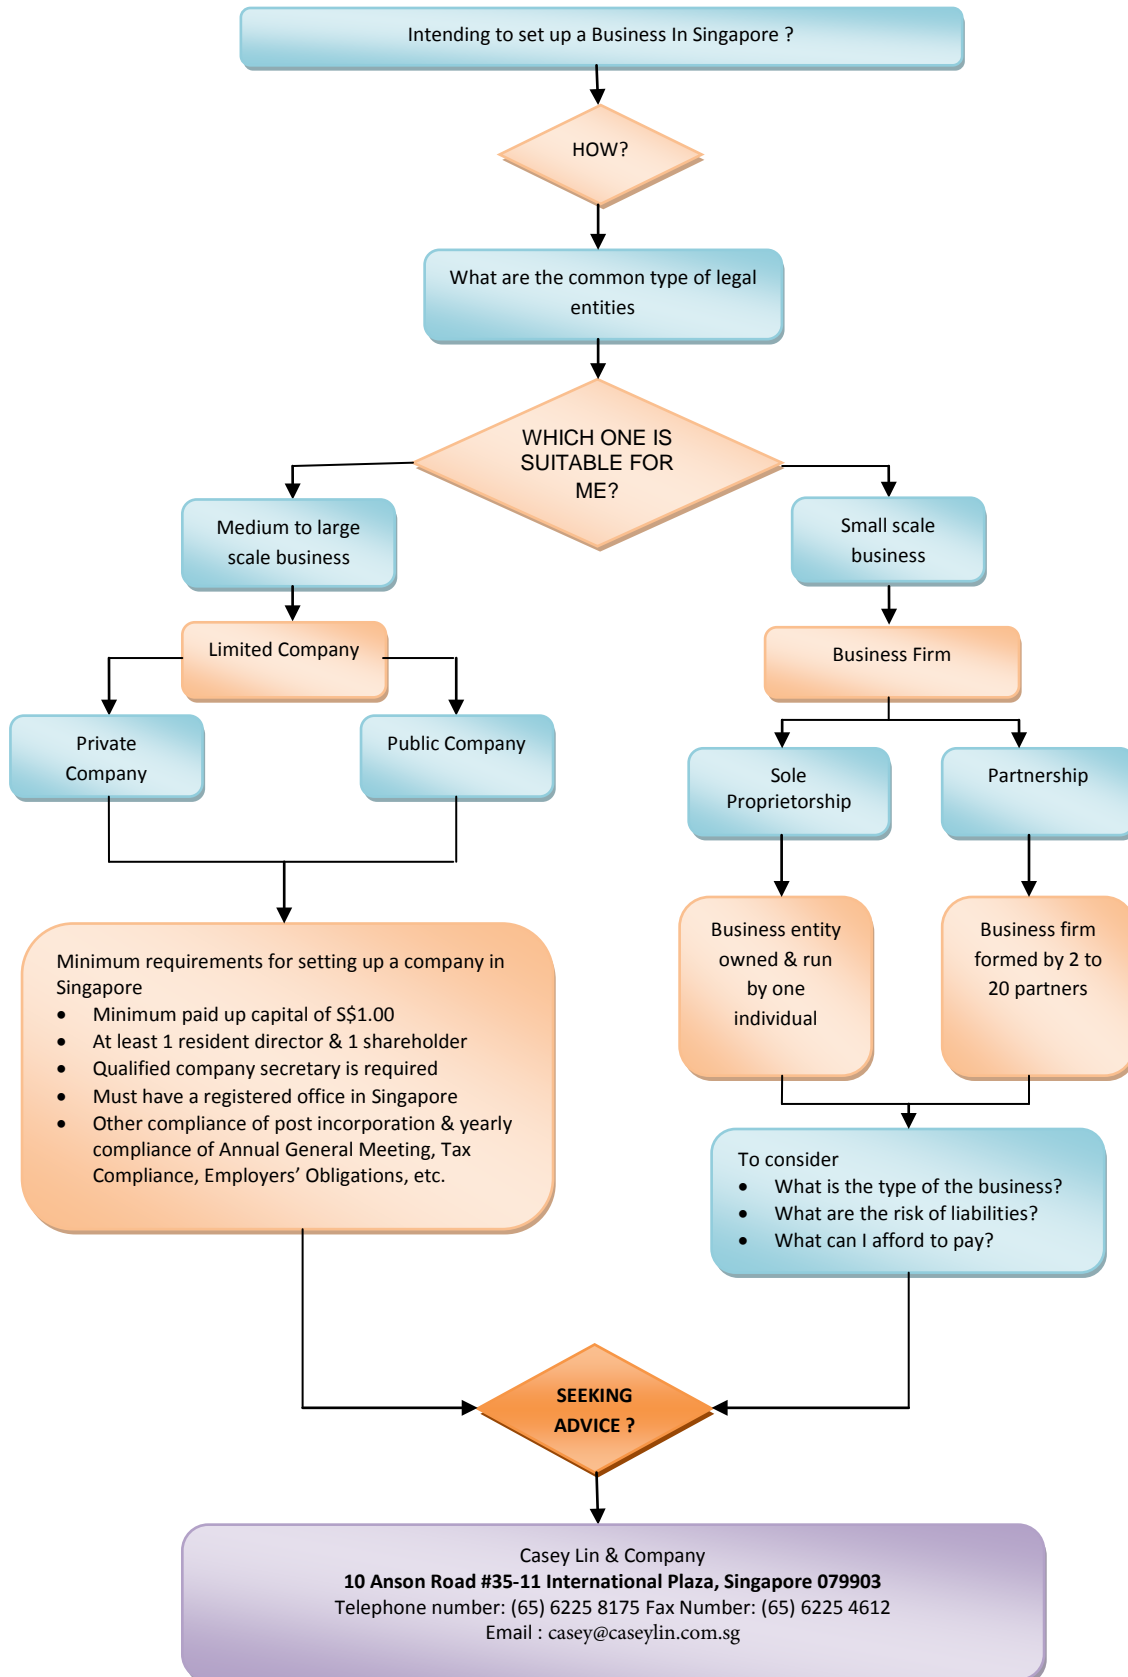 Intending to set up a Business In Singapore ?
HOW?
What are the common type of legal
entities
WHICH ONE IS
SUITABLE FOR
ME?
Medium to large
scale business
Small scale
business
Limited Company
Business Firm
Private
Company
Public Company
Sole
Proprietorship
Partnership
Business entity
owned & run
by one
individual
Business firm
formed by 2 to
20 partners
Minimum requirements for setting up a company in
Singapore
• Minimum paid up capital of S$1.00
• At least 1 resident director & 1 shareholder
• Qualified company secretary is required
• Must have a registered office in Singapore
• Other compliance of post incorporation & yearly
compliance of Annual General Meeting, Tax
Compliance, Employers’ Obligations, etc.
To consider
• What is the type of the business?
• What are the risk of liabilities?
• What can I afford to pay?
SEEKING
ADVICE ?
Casey Lin & Company
10 Anson Road #35-11 International Plaza, Singapore 079903
Telephone number: (65) 6225 8175 Fax Number: (65) 6225 4612
Email : casey@caseylin.com.sg